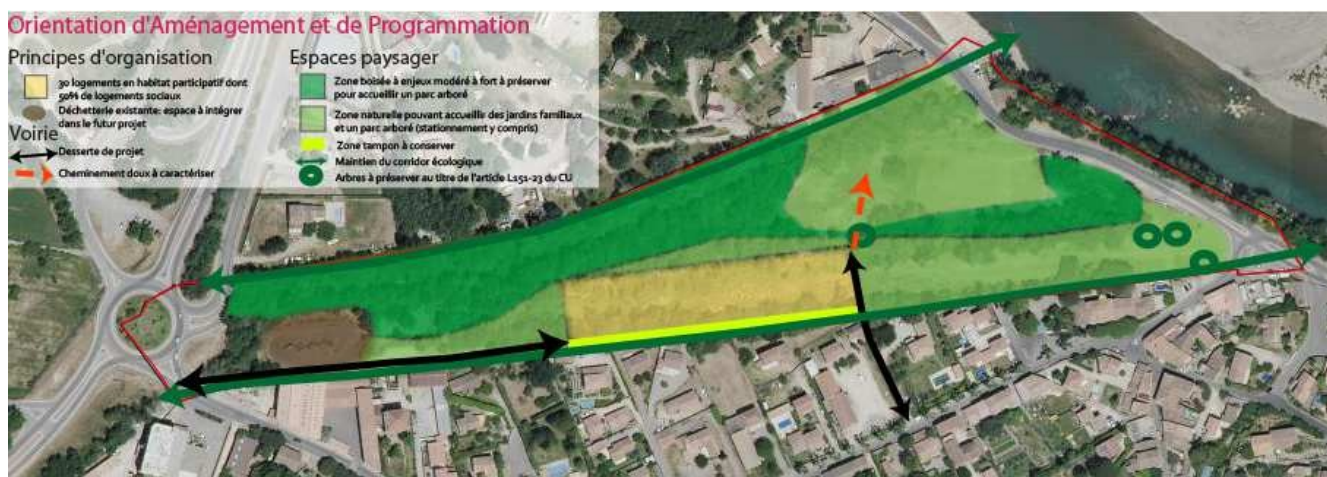 Orientation d'Aménagement et de Programmation
Principes d'organisation
30 logements en habitat participatif dont
50% de logements sociaux
Déchetterie existante: espace à intégrer
dans le futur projet
Voirie
Desserte de projet
Cheminement doux à caractériser
Espaces paysager
Zone boisée à enjeux modéré à fort à préserver
pour accueillir un parc arboré
Zone naturelle pouvant accueillir des jardins familiaux
et un parc arboré (stationnement y compris)
Zone tampon à conserver
Maintien du corridor écologique
Arbres à préserver au titre de l'article L151-23 du CU